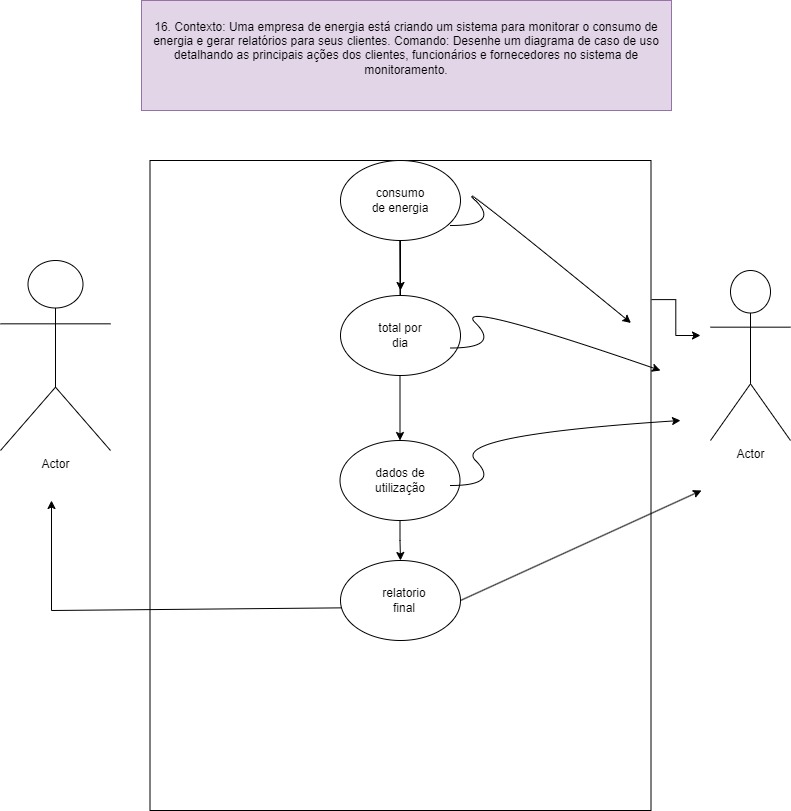 16. Contexto: Uma empresa de energia está criando um sistema para monitorar o consumo de
energia e gerar relatórios para seus clientes. Comando: Desenhe um diagrama de caso de uso
detalhando as principais ações dos clientes, funcionários e fornecedores no sistema de
monitoramento.
consumo
de energia
total por
dia
Actor
Actor
dados de
utilização
relatorio
final